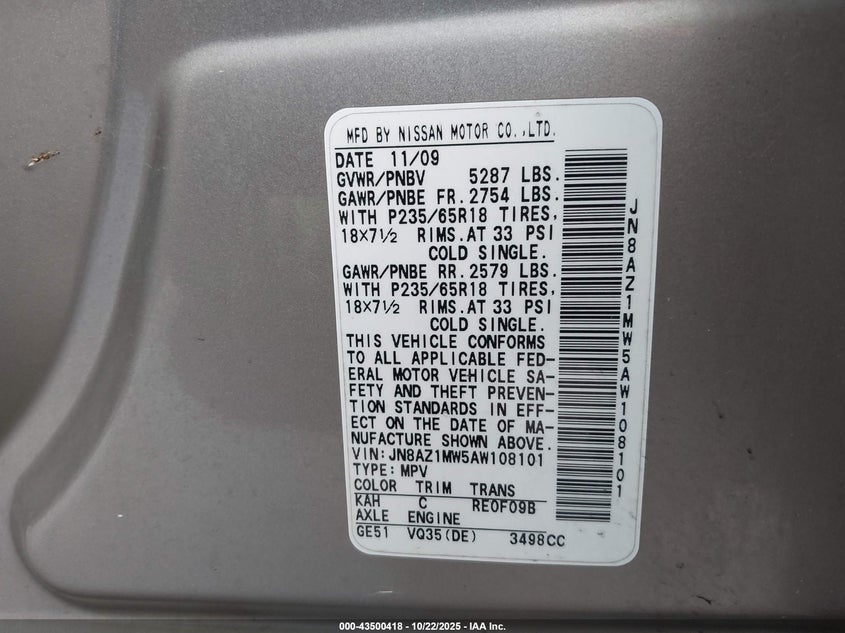 MFD BY NISSAN MOTOR CO.,LTD.
DATE 11/09
GVWR/PNBV 5287 LBS.
GAWR/PNBE FR. 2754 LBS.
WITH P235/65R18 TIRES,
18×7½ RIMS.AT 33 PSI
COLD SINGLE.
GAWR/PNBE RR. 2579 LBS.
WITH P235/65R18 TIRES,
18×7½ RIMS.AT 33 PSI
COLD SINGLE.
THIS VEHICLE CONFORMS
TO ALL APPLICABLE FED-
ERAL MOTOR VEHICLE SA-
FETY AND THEFT PREVEN-
TION STANDARDS IN EFF-
ECT ON THE DATE OF MA-
NUFACTURE SHOWN ABOVE.
VIN:JN8AZ1MW5AW108101
TYPE:MPV
COLOR TRIM TRANS
KAH C RE0F09B
AXLE ENGINE
GE51 VQ35(DE) 3498CC
JN8AZ1MW5AW108101
000-43500418 - 10/22/2025 - IAA Inc.